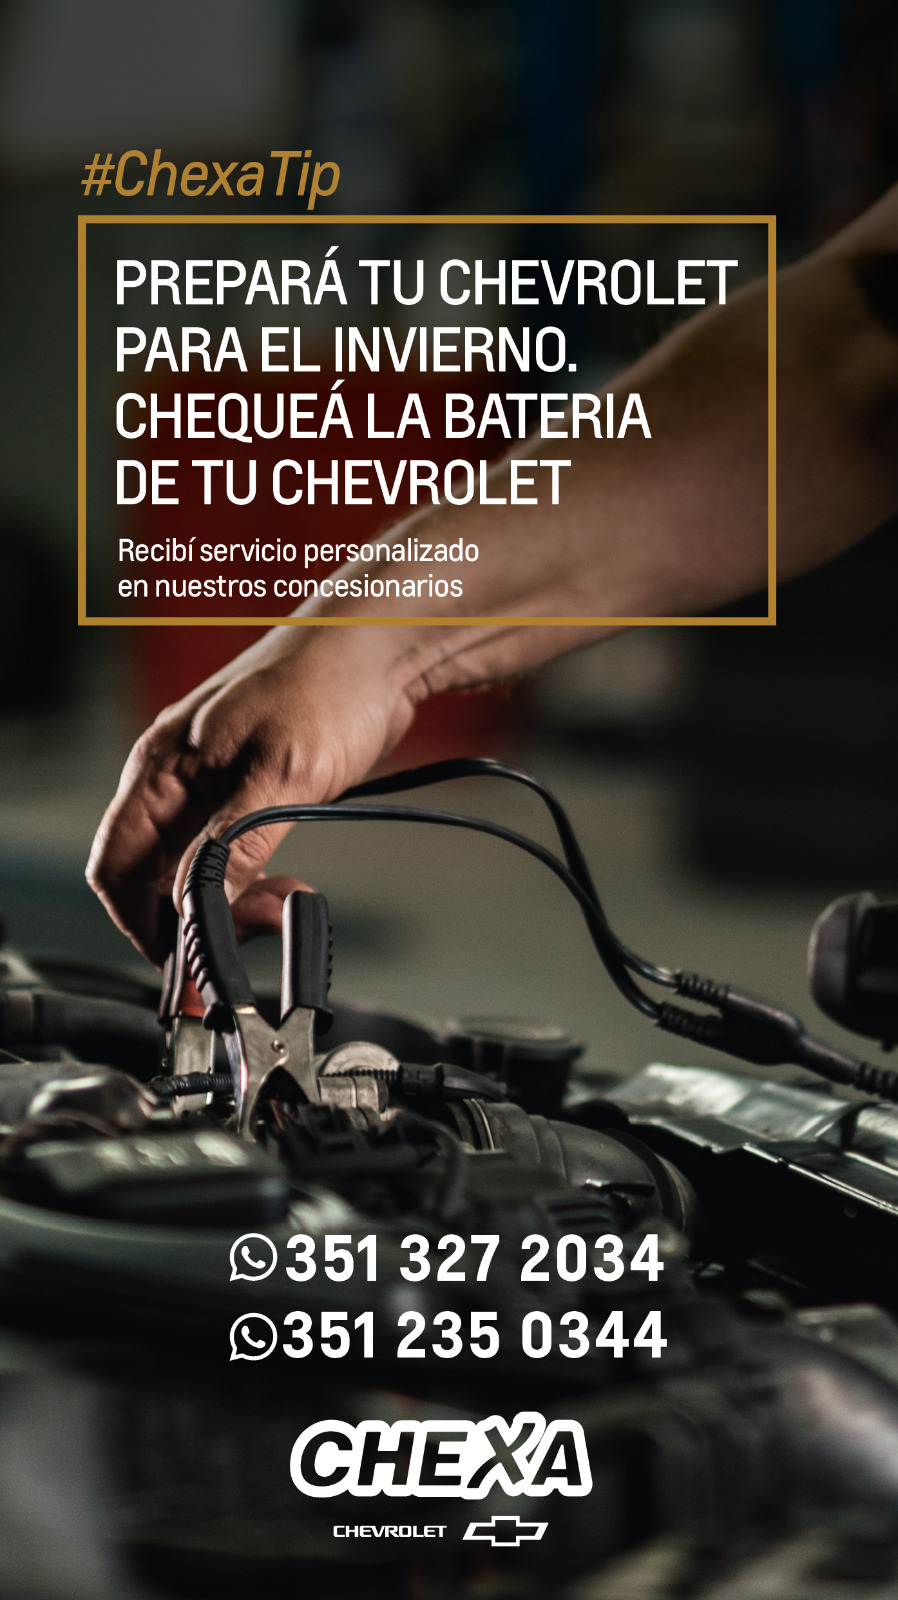 #ChexaTip
PREPARÁ TU CHEVROLET
PARA EL INVIERNO.
CHEQUEÁ LA BATERIA
DE TU CHEVROLET
Recibí servicio personalizado
en nuestros concesionarios
351 327 2034
351 235 0344
CHEXA
CHEVROLET